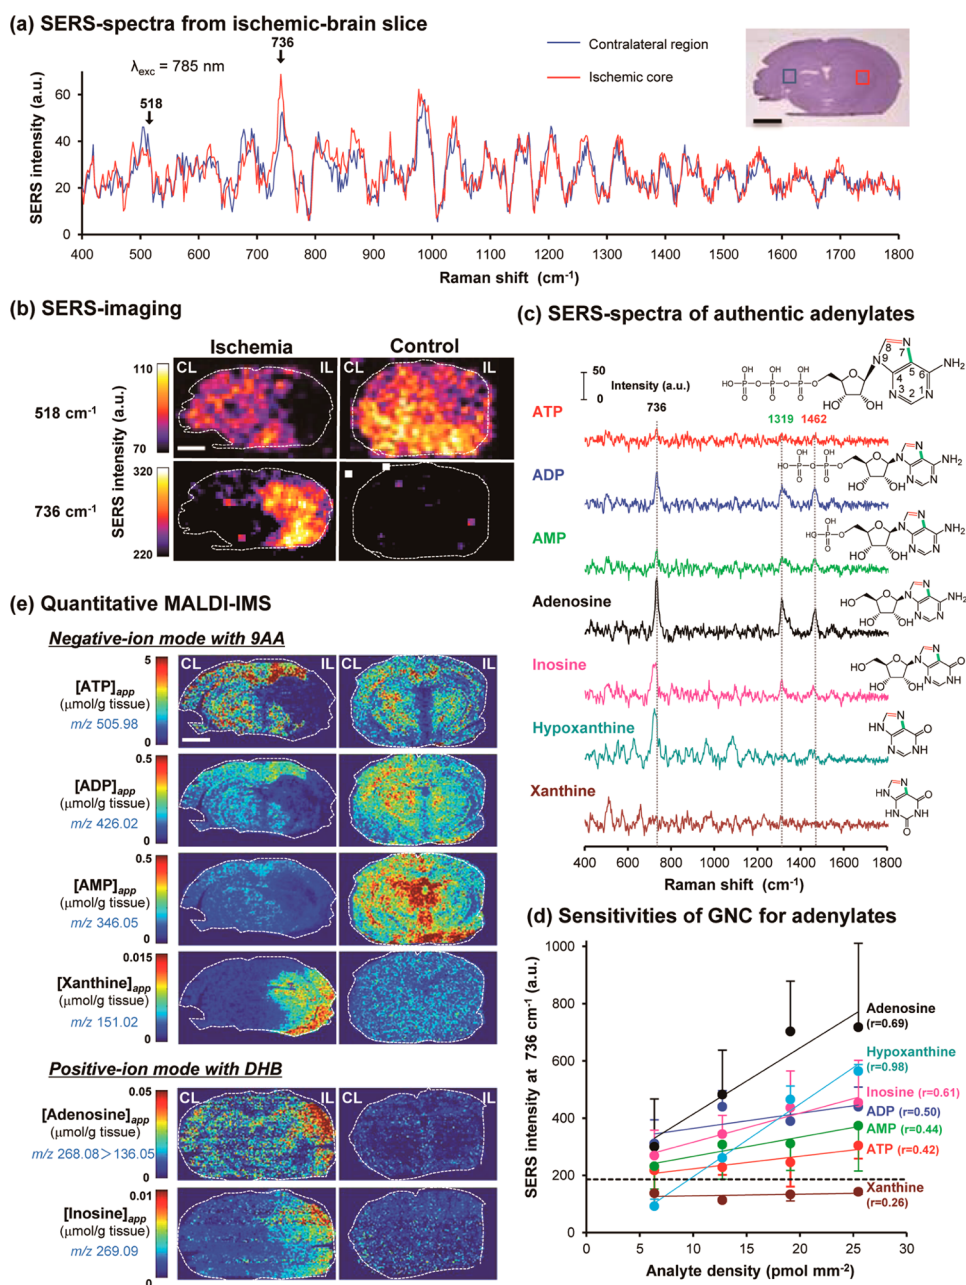 (a) SERS-spectra from ischemic-brain slice
736
λexc = 785 nm
518
Contralateral region
Ischemic core
SERS intensity (a.u.)
60
40
20
0
400 500 600 700 800 900 1000 1100 1200 1300 1400 1500 1600 1700 1800
Raman shift (cm-1)
(b) SERS-imaging
Ischemia Control
518 cm-1
110
70
CL IL CL IL
736 cm-1
320
220
SERS intensity (a.u.)
(c) SERS-spectra of authentic adenylates
50
Intensity (a.u.)
0
736 1319 1462
ATP
ADP
AMP
Adenosine
Inosine
Hypoxanthine
Xanthine
400 600 800 1000 1200 1400 1600 1800
Raman shift (cm-1)
(d) Sensitivities of GNC for adenylates
SERS intensity at 736 cm-1 (a.u.)
1000
800
600
400
200
0
Adenosine
(r=0.69)
Hypoxanthine
(r=0.98)
Inosine (r=0.61)
ADP (r=0.50)
AMP (r=0.44)
ATP (r=0.42)
Xanthine
(r=0.26)
0 5 10 15 20 25 30
Analyte density (pmol mm-2)
(e) Quantitative MALDI-IMS
Negative-ion mode with 9AA
[ATP]app
(μmol/g tissue)
m/z 505.98
5
0
CL IL CL IL
[ADP]app
(μmol/g tissue)
m/z 426.02
0.5
0
[AMP]app
(μmol/g tissue)
m/z 346.05
0.5
0
[Xanthine]app
(μmol/g tissue)
m/z 151.02
0.015
0
Positive-ion mode with DHB
[Adenosine]app
(μmol/g tissue)
m/z 268.08>136.05
0.05
0
CL IL CL IL
[Inosine]app
(μmol/g tissue)
m/z 269.09
0.01
0